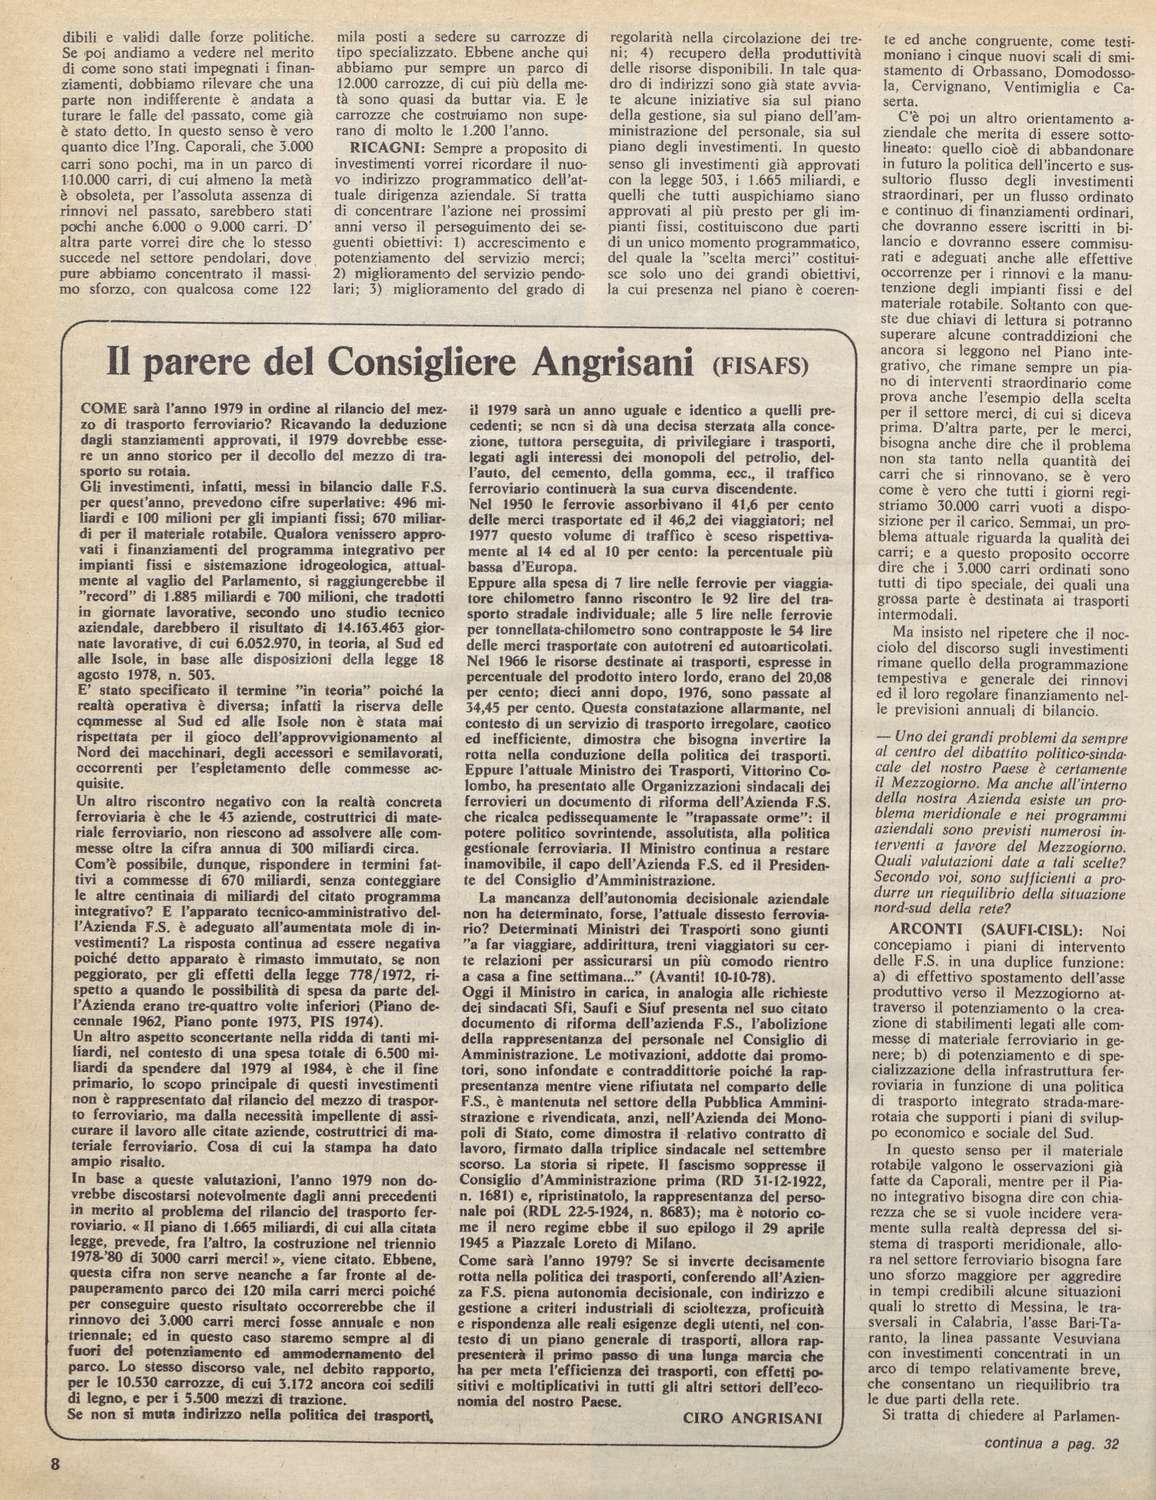 dibili e validi dalle forze politiche.
Se poi andiamo a vedere nel merito
di come sono stati impegnati i finan-
ziamenti, dobbiamo rilevare che una
parte non indifferente è andata a
turare le falle del passato, come già
è stato detto. In questo senso è vero
quanto dice l'Ing. Caporali, che 3.000
carri sono pochi, ma in un parco di
110.000 carri, di cui almeno la metà
è obsoleta, per l'assoluta assenza di
rinnovi nel passato, sarebbero stati
pochi anche 6.000 o 9.000 carri. D'
altra parte vorrei dire che lo stesso
succede nel settore pendolari, dove
pure abbiamo concentrato il massi-
mo sforzo, con qualcosa come 122
mila posti a sedere su carrozze di
tipo specializzato. Ebbene anche qui
abbiamo pur sempre un parco di
12.000 carrozze, di cui più della me-
tà sono quasi da buttar via. E le
carrozze che costruiamo non supe-
rano di molto le 1.200 l'anno.
RICAGNI: Sempre a proposito di
investimenti vorrei ricordare il nuo-
vo indirizzo programmatico dell'at-
tuale dirigenza aziendale. Si tratta
di concentrare l'azione nei prossimi
anni verso il perseguimento dei se-
guenti obiettivi: 1) accrescimento e
potenziamento del servizio merci;
2) miglioramento del servizio pendo-
lari; 3) miglioramento del grado di
regolarità nella circolazione dei tre-
ni; 4) recupero della produttività
delle risorse disponibili. In tale qua-
dro di indirizzi sono già state avvia-
te alcune iniziative sia sul piano
della gestione, sia sul piano dell'am-
ministrazione del personale, sia sul
piano degli investimenti. In questo
senso gli investimenti già approvati
con la legge 503, i 1.665 miliardi, e
quelli che tutti auspichiamo siano
approvati al più presto per gli im-
pianti fissi, costituiscono due parti
di un unico momento programmatico,
del quale la "scelta merci" costitui-
sce solo uno dei grandi obiettivi,
la cui presenza nel piano è coeren-
te ed anche congruente, come testi-
moniano i cinque nuovi scali di smi-
stamento di Orbassano, Domodosso-
la, Cervignano, Ventimiglia e Ca-
serta.
C'è poi un altro orientamento a-
ziendale che merita di essere sotto-
lineato: quello cioè di abbandonare
in futuro la politica dell'incerto e sus-
sultorio flusso degli investimenti
straordinari, per un flusso ordinato
e continuo di finanziamenti ordinari,
che dovranno essere iscritti in bi-
lancio e dovranno essere commisu-
rati e adeguati anche alle effettive
occorrenze per i rinnovi e la manu-
tenzione degli impianti fissi e del
materiale rotabile. Soltanto con que-
ste due chiavi di lettura si potranno
superare alcune contraddizioni che
ancora si leggono nel Piano inte-
grativo, che rimane sempre un pia-
no di interventi straordinario come
prova anche l'esempio della scelta
per il settore merci, di cui si diceva
prima. D'altra parte, per le merci,
bisogna anche dire che il problema
non sta tanto nella quantità dei
carri che si rinnovano, se è vero
come è vero che tutti i giorni regi-
striamo 30.000 carri vuoti a dispo-
sizione per il carico. Semmai, un pro-
blema attuale riguarda la qualità dei
carri; e a questo proposito occorre
dire che i 3.000 carri ordinati sono
tutti di tipo speciale, dei quali una
grossa parte è destinata ai trasporti
intermodali.
Ma insisto nel ripetere che il noc-
ciolo del discorso sugli investimenti
rimane quello della programmazione
tempestiva e generale dei rinnovi
ed il loro regolare finanziamento nel-
le previsioni annuali di bilancio.
— Uno dei grandi problemi da sempre
al centro del dibattito politico-sinda-
cale del nostro Paese è certamente
il Mezzogiorno. Ma anche all'interno
della nostra Azienda esiste un pro-
blema meridionale e nei programmi
aziendali sono previsti numerosi in-
terventi a favore del Mezzogiorno.
Quali valutazioni date a tali scelte?
Secondo voi, sono sufficienti a pro-
durre un riequilibrio della situazione
nord-sud della rete?
ARCONTI (SAUFI-CISL): Noi
concepiamo i piani di intervento
delle F.S. in una duplice funzione:
a) di effettivo spostamento dell'asse
produttivo verso il Mezzogiorno at-
traverso il potenziamento o la crea-
zione di stabilimenti legati alle com-
messe di materiale ferroviario in ge-
nere; b) di potenziamento e di spe-
cializzazione della infrastruttura fer-
roviaria in funzione di una politica
di trasporto integrato strada-mare-
rotaia che supporti i piani di svilup-
po economico e sociale del Sud.
In questo senso per il materiale
rotabile valgono le osservazioni già
fatte da Caporali, mentre per il Pia-
no integrativo bisogna dire con chia-
rezza che se si vuole incidere vera-
mente sulla realtà depressa del si-
stema di trasporti meridionale, allo-
ra nel settore ferroviario bisogna fare
uno sforzo maggiore per aggredire
in tempi credibili alcune situazioni
quali lo stretto di Messina, le tra-
sversali in Calabria, l'asse Bari-Ta-
ranto, la linea passante Vesuviana
con investimenti concentrati in un
arco di tempo relativamente breve,
che consentano un riequilibrio tra
le due parti della rete.
Si tratta di chiedere al Parlamen-
continua a pag. 32
Il parere del Consigliere Angrisani (FISAFS)
COME sarà l'anno 1979 in ordine al rilancio del mez-
zo di trasporto ferroviario? Ricavando la deduzione
dagli stanziamenti approvati, il 1979 dovrebbe esse-
re un anno storico per il decollo del mezzo di tra-
sporto su rotaia.
Gli investimenti, infatti, messi in bilancio dalle F.S.
per quest'anno, prevedono cifre superlative: 496 mi-
liardi e 100 milioni per gli impianti fissi; 670 miliar-
di per il materiale rotabile. Qualora venissero appro-
vati i finanziamenti del programma integrativo per
impianti fissi e sistemazione idrogeologica, attual-
mente al vaglio del Parlamento, si raggiungerebbe il
"record" di 1.885 miliardi e 700 milioni, che tradotti
in giornate lavorative, secondo uno studio tecnico
aziendale, darebbero il risultato di 14.163.463 gior-
nate lavorative, di cui 6.052.970, in teoria, al Sud ed
alle Isole, in base alle disposizioni della legge 18
agosto 1978, n. 503.
E' stato specificato il termine "in teoria" poiché la
realtà operativa è diversa; infatti la riserva delle
commesse al Sud ed alle Isole non è stata mai
rispettata per il gioco dell'approvvigionamento al
Nord dei macchinari, degli accessori e semilavorati,
occorrenti per l'espletamento delle commesse ac-
quisite.
Un altro riscontro negativo con la realtà concreta
ferroviaria è che le 43 aziende, costruttrici di mate-
riale ferroviario, non riescono ad assolvere alle com-
messe oltre la cifra annua di 300 miliardi circa.
Com'è possibile, dunque, rispondere in termini fat-
tivi a commesse di 670 miliardi, senza conteggiare
le altre centinaia di miliardi del citato programma
integrativo? E l'apparato tecnico-amministrativo del-
l'Azienda F.S. è adeguato all'aumentata mole di in-
vestimenti? La risposta continua ad essere negativa
poiché detto apparato è rimasto immutato, se non
peggiorato, per gli effetti della legge 778/1972, ri-
spetto a quando le possibilità di spesa da parte del-
l'Azienda erano tre-quattro volte inferiori (Piano de-
cennale 1962, Piano ponte 1973, PIS 1974).
Un altro aspetto sconcertante nella ridda di tanti mi-
liardi, nel contesto di una spesa totale di 6.500 mi-
liardi da spendere dal 1979 al 1984, è che il fine
primario, lo scopo principale di questi investimenti
non è rappresentato dal rilancio del mezzo di traspor-
to ferroviario, ma dalla necessità impellente di assi-
curare il lavoro alle citate aziende, costruttrici di ma-
teriale ferroviario. Cosa di cui la stampa ha dato
ampio risalto.
In base a queste valutazioni, l'anno 1979 non do-
vrebbe discostarsi notevolmente dagli anni precedenti
in merito al problema del rilancio del trasporto fer-
roviario. « Il piano di 1.665 miliardi, di cui alla citata
legge, prevede, fra l'altro, la costruzione nel triennio
1978-'80 di 3000 carri merci! », viene citato. Ebbene,
questa cifra non serve neanche a far fronte al de-
pauperamento parco dei 120 mila carri merci poiché
per conseguire questo risultato occorrerebbe che il
rinnovo dei 3.000 carri merci fosse annuale e non
triennale; ed in questo caso staremo sempre al di
fuori del potenziamento ed ammodernamento del
parco. Lo stesso discorso vale, nel debito rapporto,
per le 10.530 carrozze, di cui 3.172 ancora coi sedili
di legno, e per i 5.500 mezzi di trazione.
Se non si muta indirizzo nella politica dei trasporti,
il 1979 sarà un anno uguale e identico a quelli pre-
cedenti; se non si dà una decisa sterzata alla conce-
zione, tuttora perseguita, di privilegiare i trasporti,
legati agli interessi dei monopoli del petrolio, del-
l'auto, del cemento, della gomma, ecc., il traffico
ferroviario continuerà la sua curva discendente.
Nel 1950 le ferrovie assorbivano il 41,6 per cento
delle merci trasportate ed il 46,2 dei viaggiatori; nel
1977 questo volume di traffico è sceso rispettiva-
mente al 14 ed al 10 per cento: la percentuale più
bassa d'Europa.
Eppure alla spesa di 7 lire nelle ferrovie per viaggia-
tore chilometro fanno riscontro le 92 lire del tra-
sporto stradale individuale; alle 5 lire nelle ferrovie
per tonnellata-chilometro sono contrapposte le 54 lire
delle merci trasportate con autotreni ed autoarticolati.
Nel 1966 le risorse destinate ai trasporti, espresse in
percentuale del prodotto intero lordo, erano del 20,08
per cento; dieci anni dopo, 1976, sono passate al
34,45 per cento. Questa constatazione allarmante, nel
contesto di un servizio di trasporto irregolare, caotico
ed inefficiente, dimostra che bisogna invertire la
rotta nella conduzione della politica dei trasporti.
Eppure l'attuale Ministro dei Trasporti, Vittorino Co-
lombo, ha presentato alle Organizzazioni sindacali dei
ferrovieri un documento di riforma dell'Azienda F.S.
che ricalca pedissequamente le "trapassate orme": il
potere politico sovrintende, assolutista, alla politica
gestionale ferroviaria. Il Ministro continua a restare
inamovibile, il capo dell'Azienda F.S. ed il Presiden-
te del Consiglio d'Amministrazione.
La mancanza dell'autonomia decisionale aziendale
non ha determinato, forse, l'attuale dissesto ferrovia-
rio? Determinati Ministri dei Trasporti sono giunti
"a far viaggiare, addirittura, treni viaggiatori su cer-
te relazioni per assicurarsi un più comodo rientro
a casa a fine settimana..." (Avanti! 10-10-78).
Oggi il Ministro in carica, in analogia alle richieste
dei sindacati Sfi, Saufi e Siuf presenta nel suo citato
documento di riforma dell'azienda F.S., l'abolizione
della rappresentanza del personale nel Consiglio di
Amministrazione. Le motivazioni, addotte dai promo-
tori, sono infondate e contraddittorie poiché la rap-
presentanza mentre viene rifiutata nel comparto delle
F.S., è mantenuta nel settore della Pubblica Ammini-
strazione e rivendicata, anzi, nell'Azienda dei Mono-
poli di Stato, come dimostra il relativo contratto di
lavoro, firmato dalla triplice sindacale nel settembre
scorso. La storia si ripete. Il fascismo soppresse il
Consiglio d'Amministrazione prima (RD 31-12-1922,
n. 1681) e, ripristinatolo, la rappresentanza del perso-
nale poi (RDL 22-5-1924, n. 8683); ma è notorio co-
me il nero regime ebbe il suo epilogo il 29 aprile
1945 a Piazzale Loreto di Milano.
Come sarà l'anno 1979? Se si inverte decisamente
rotta nella politica dei trasporti, conferendo all'Azien-
za F.S. piena autonomia decisionale, con indirizzo e
gestione a criteri industriali di scioltezza, proficuità
e rispondenza alle reali esigenze degli utenti, nel con-
testo di un piano generale di trasporti, allora rap-
presenterà il primo passo di una lunga marcia che
ha per meta l'efficienza dei trasporti, con effetti po-
sitivi e moltiplicativi in tutti gli altri settori dell'eco-
nomia del nostro Paese.
CIRO ANGRISANI
8